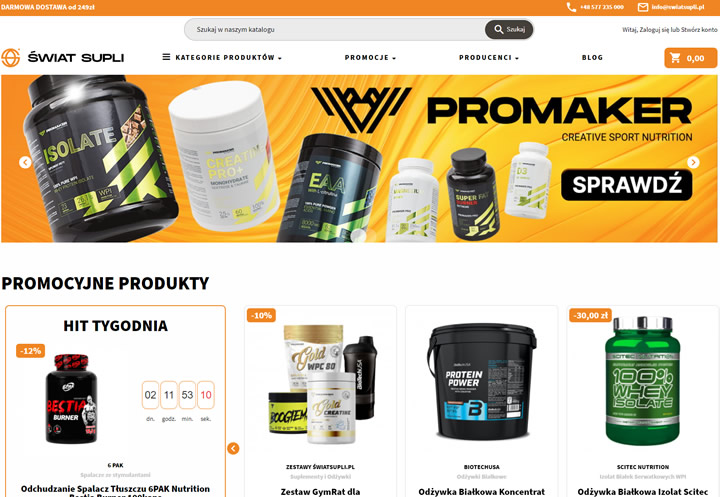 DARMOWA DOSTAWA od 249zł
+48 577 235 000
info@swiatsupli.pl
Szukaj w naszym katalogu
Szukaj
Witaj, Zaloguj się lub Stwórz konto
ŚWIAT SUPLI
KATEGORIE PRODUKTÓW
PROMOCJE
PRODUCENCI
BLOG
0,00
PROMAKER
CREATIVE SPORT NUTRITION
SPRAWDŹ
ISOLATE
WPI
CREATINE
PRO+
MONOHYDRATE
EAA
SUPER FAT
BURNER
D3
PROMOCYJNE PRODUKTY
HIT TYGODNIA
-12%
BESTIA
BURNER
02 11 53 10
dn. godz. min. sek.
6 PAK
Spalacze ze stymulantami
Odchudzanie Spalacz Tłuszczu 6PAK Nutrition
-10%
Gold
WPC 80
Gold
CREATINE
BioTechUSA
ZESTAWY ŚWIATSUPLI.PL
Suplementy i Odżywki
Zestaw GymRat dla
PROTEIN
POWER
BIOTECHUSA
Odżywki Białkowe
Odżywka Białkowa Koncentrat
-30,00 zł
SCITEC NUTRITION
100%
WHEY
ISOLATE
SCITEC NUTRITION
Izolat Białek Serwatkowych WPI
Odżywka Białkowa Izolat Scitec